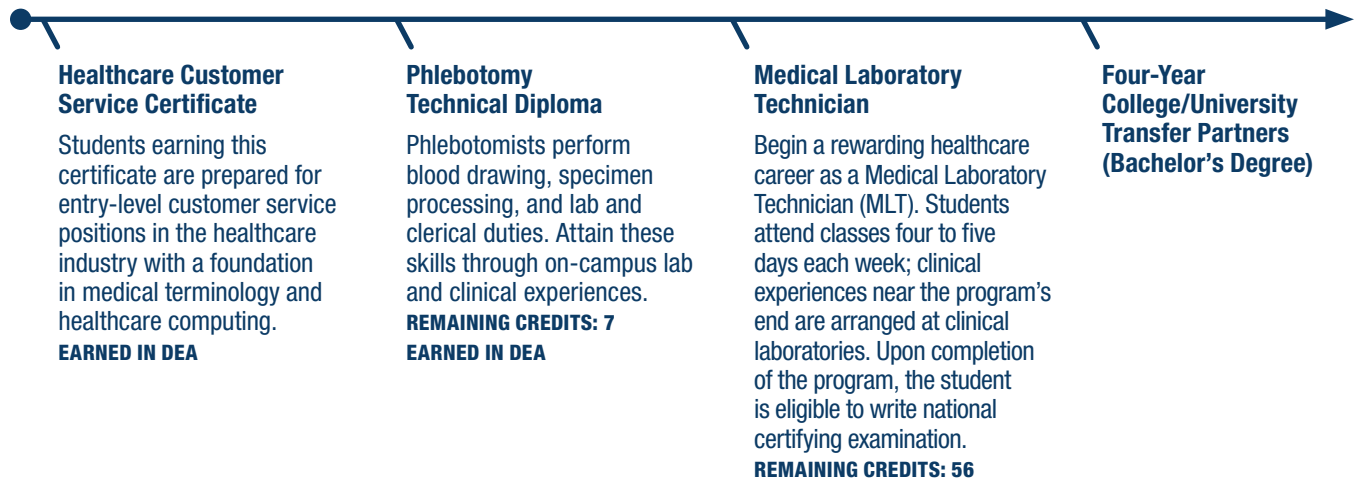 Healthcare Customer
Service Certificate
Students earning this
certificate are prepared for
entry-level customer service
positions in the healthcare
industry with a foundation
in medical terminology and
healthcare computing.
EARNED IN DEA
Phlebotomy
Technical Diploma
Phlebotomists perform
blood drawing, specimen
processing, and lab and
clerical duties. Attain these
skills through on-campus lab
and clinical experiences.
REMAINING CREDITS: 7
EARNED IN DEA
Medical Laboratory
Technician
Begin a rewarding healthcare
career as a Medical Laboratory
Technician (MLT). Students
attend classes four to five
days each week; clinical
experiences near the program’s
end are arranged at clinical
laboratories. Upon completion
of the program, the student
is eligible to write national
certifying examination.
REMAINING CREDITS: 56
Four-Year
College/University
Transfer Partners
(Bachelor’s Degree)